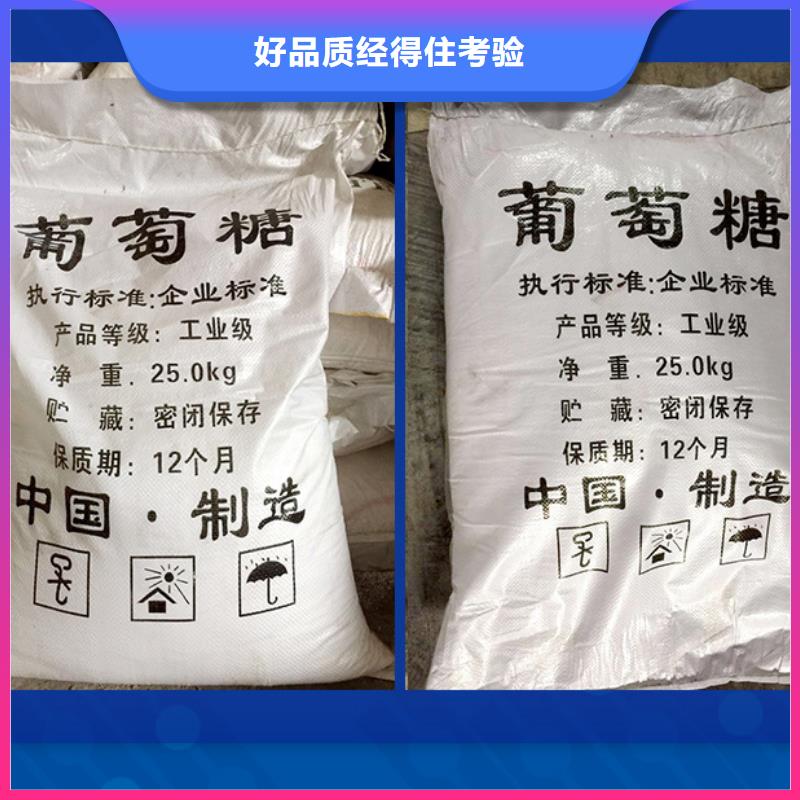 好品质经得住考验
葡萄糖
执行标准:企业标准
产品等级: 工业级
净 重. 25.0kg
贮 藏: 密闭保存
保质期: 12个月
中国·制造
葡萄糖
执行标准:企业标准
产品等级: 工业级
净 重. 25.0kg
贮 藏: 密闭保存
保质期: 12个月
中国·制造